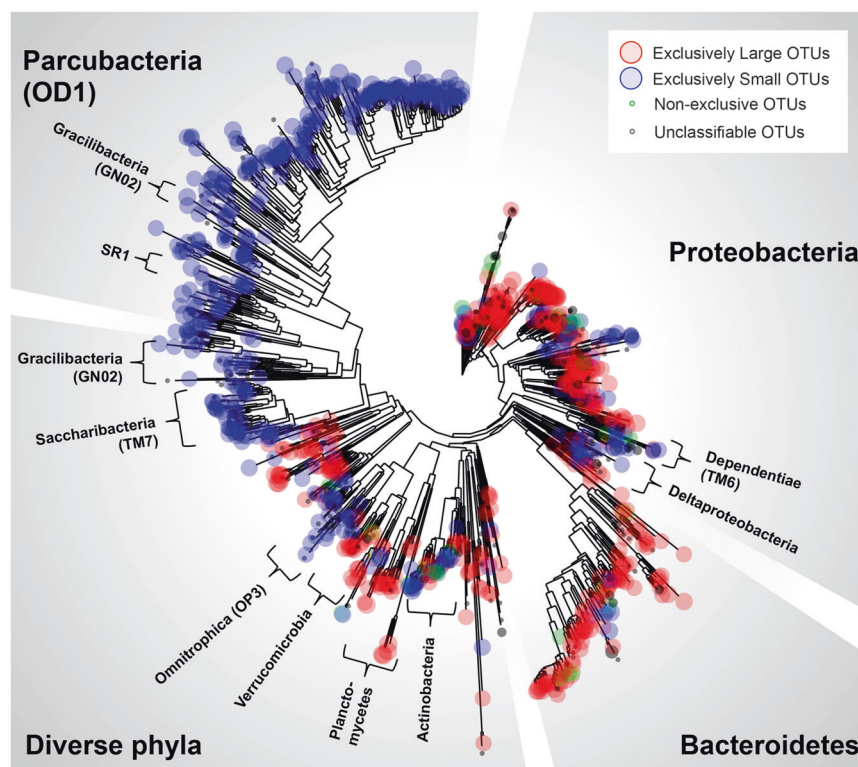 Parcubacteria
(OD1)
Exclusively Large OTUs
Exclusively Small OTUs
Non-exclusive OTUs
Unclassifiable OTUs
Gracilibacteria
(GN02)
SR1
Proteobacteria
Gracilibacteria
(GN02)
Saccharibacteria
(TM7)
Dependentiae
(TM6)
Deltaproteobacteria
Omnitrophica (OP3)
Verrucomicrobia
Plancto-
mycetes
Actinobacteria
Diverse phyla
Bacteroidetes